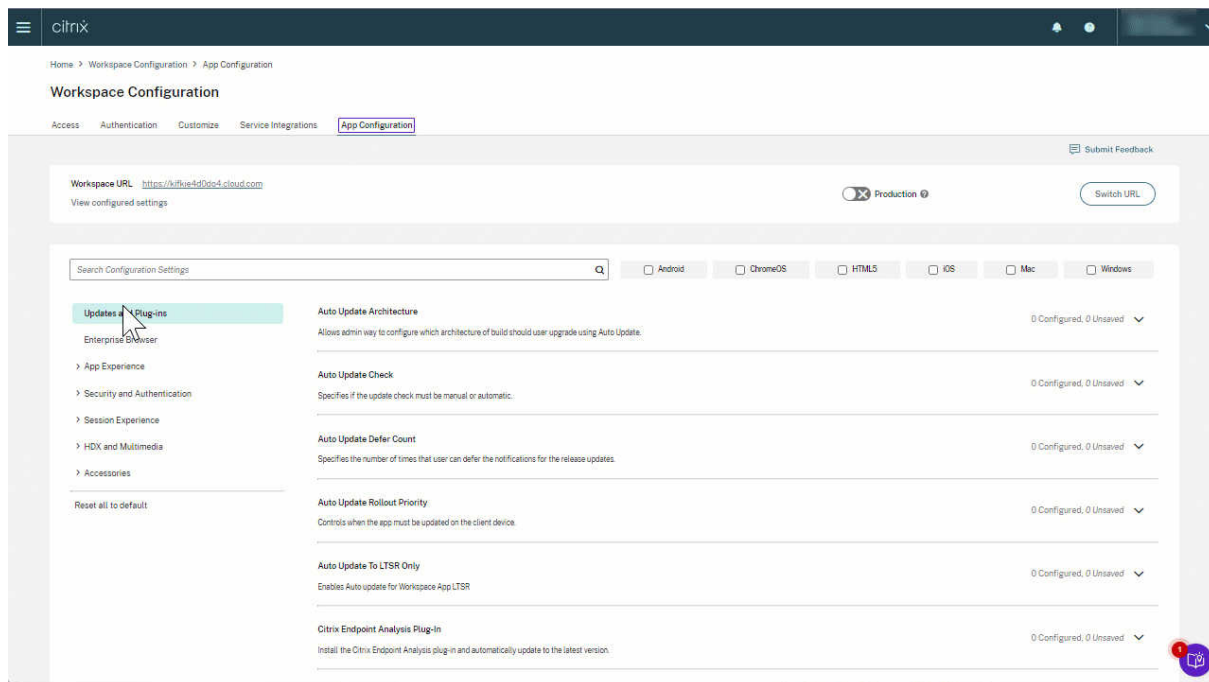 citrix
Home > Workspace Configuration > App Configuration
Workspace Configuration
Access Authentication Customize Service Integrations App Configuration
Submit Feedback
Workspace URL https://kifkie4d0do4.cloud.com
View configured settings
Production
Switch URL
Search Configuration Settings
Android ChromeOS HTML5 iOS Mac Windows
Updates and Plug-ins
Enterprise Browser
App Experience
Security and Authentication
Session Experience
HDX and Multimedia
Accessories
Reset all to default
Auto Update Architecture
0 Configured, 0 Unsaved
Allows admin way to configure which architecture of build should user upgrade using Auto Update.
Auto Update Check
0 Configured, 0 Unsaved
Specifies if the update check must be manual or automatic.
Auto Update Defer Count
0 Configured, 0 Unsaved
Specifies the number of times that user can defer the notifications for the release updates.
Auto Update Rollout Priority
0 Configured, 0 Unsaved
Controls when the app must be updated on the client device.
Auto Update To LTSR Only
0 Configured, 0 Unsaved
Enables Auto update for Workspace App LTSR
Citrix Endpoint Analysis Plug-In
0 Configured, 0 Unsaved
Install the Citrix Endpoint Analysis plug-in and automatically update to the latest version.
1